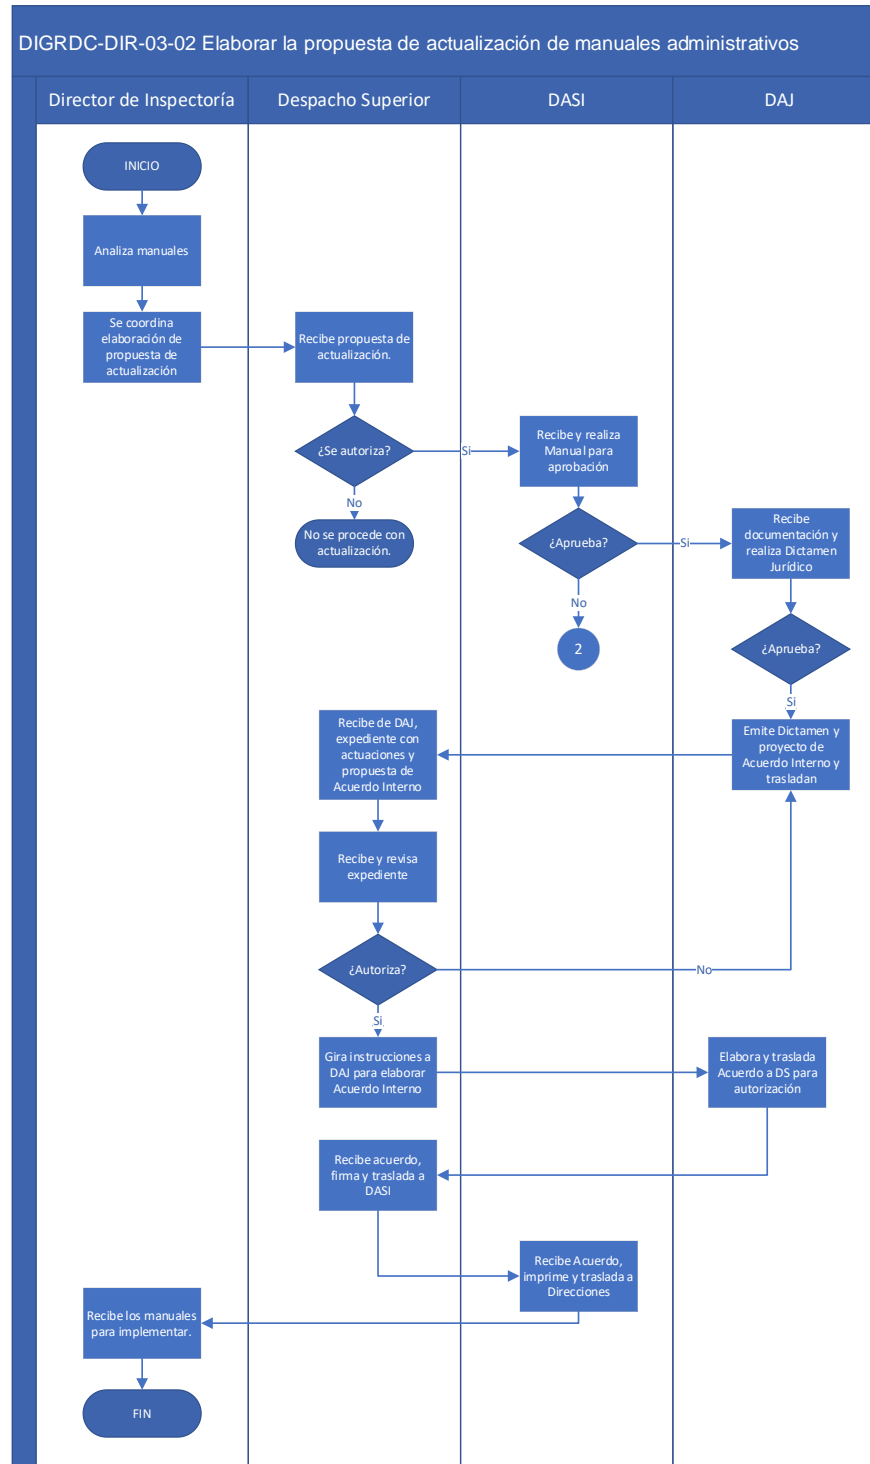 DIGRDC-DIR-03-02 Elaborar la propuesta de actualización de manuales administrativos
Director de Inspectoría
Despacho Superior
DASI
DAJ
INICIO
Analiza manuales
Se coordina
elaboración de
propuesta de
actualización
Recibe propuesta de
actualización.
¿Se autoriza?
Si
No
No se procede con
actualización.
Recibe y realiza
Manual para
aprobación
¿Aprueba?
Si
No
2
Recibe
documentación y
realiza Dictamen
Jurídico
¿Aprueba?
Si
Emite Dictamen y
proyecto de
Acuerdo Interno y
trasladan
Recibe de DAJ,
expediente con
actuaciones y
propuesta de
Acuerdo Interno
Recibe y revisa
expediente
¿Autoriza?
No
Si
Gira instrucciones a
DAJ para elaborar
Acuerdo Interno
Elabora y traslada
Acuerdo a DS para
autorización
Recibe acuerdo,
firma y traslada a
DASI
Recibe Acuerdo,
imprime y traslada a
Direcciones
Recibe los manuales
para implementar.
FIN